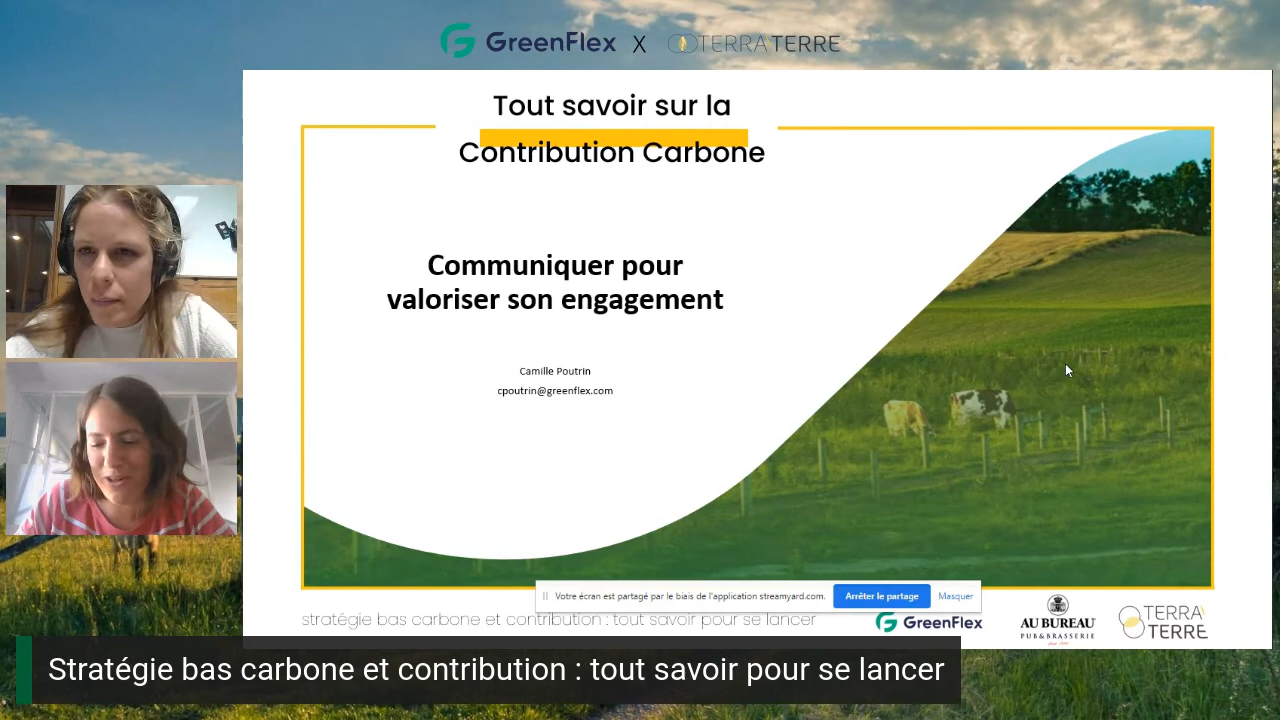 GreenFlex X TERRATERRE
Tout savoir sur la
Contribution Carbone
Communiquer pour
valoriser son engagement
Camille Poutrin
cpoutrin@greenflex.com
Votre écran est partagé par le biais de l'application streamyard.com.
Arrêter le partage
Masquer
stratégie bas carbone et contribution : tout savoir pour se lancer
GreenFlex
AU BUREAU
PUB & BRASSERIE
TERRA
TERRE
Stratégie bas carbone et contribution : tout savoir pour se lancer